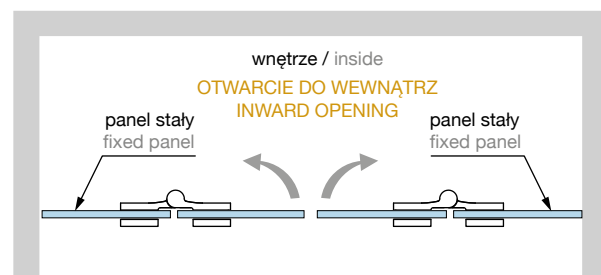 wnętrze / inside
OTWARCIE DO WEWNĄTRZ
INWARD OPENING
panel stały
fixed panel
panel stały
fixed panel